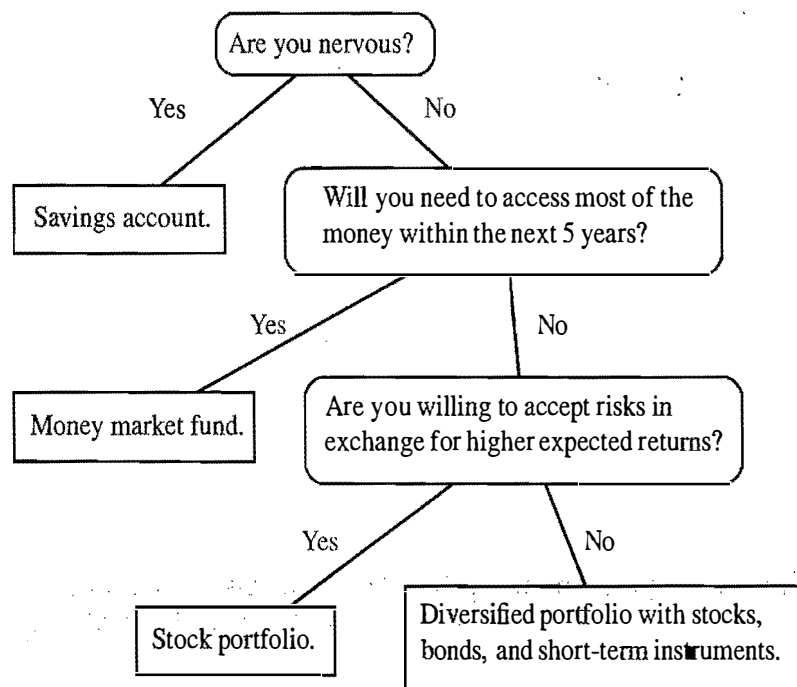 Are you nervous?
Yes
No
Savings account.
Will you need to access most of the
money within the next 5 years?
Yes
No
Money market fund.
Are you willing to accept risks in
exchange for higher expected returns?
Yes
No
Stock portfolio.
Diversified portfolio with stocks,
bonds, and short-term instruments.